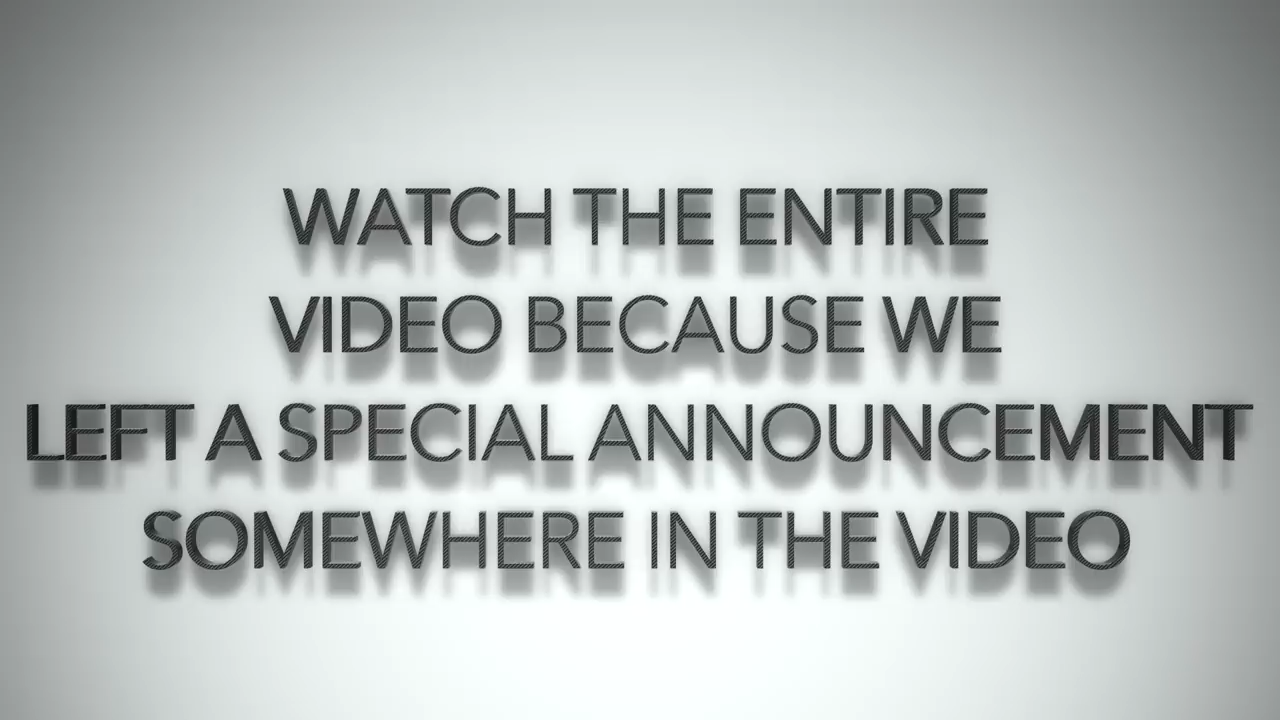 WATCH THE ENTIRE
VIDEO BECAUSE WE
LEFT A SPECIAL ANNOUNCEMENT
SOMEWHERE IN THE VIDEO